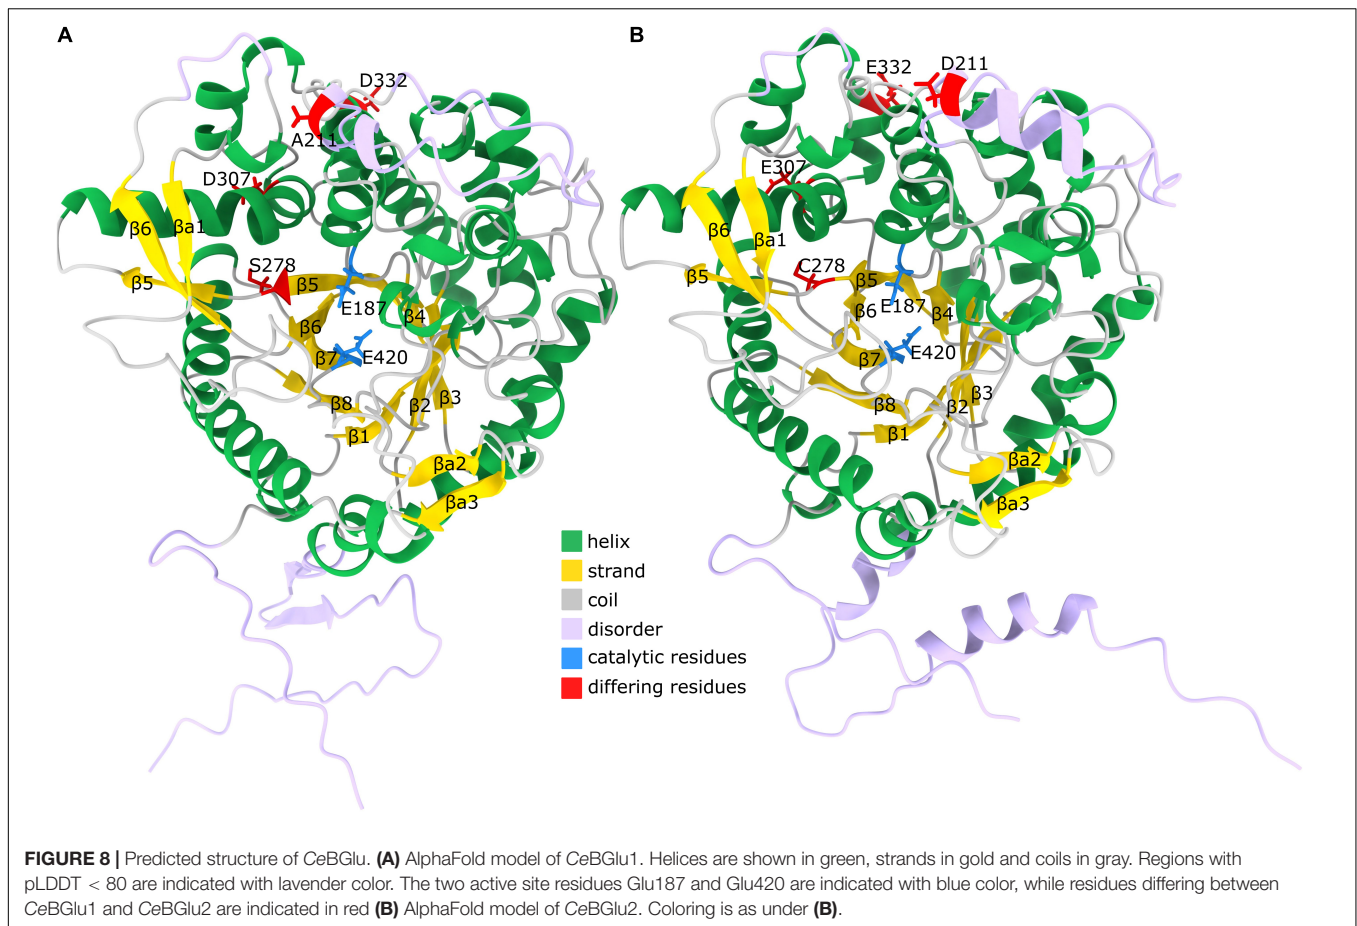 A
B
D332
A211
D307
β6
βa1
β5
S278
β5
E187
β4
β6
β7
E420
β8
β3
β2
β1
βa2
βa3
E332
D211
E307
β6
βa1
β5
C278
β5
E187
β6
β4
β7
E420
β8
β3
β2
β1
βa2
βa3
helix
strand
coil
disorder
catalytic residues
differing residues
FIGURE 8 | Predicted structure of CeBGlu. (A) AlphaFold model of CeBGlu1. Helices are shown in green, strands in gold and coils in gray. Regions with
pLDDT < 80 are indicated with lavender color. The two active site residues Glu187 and Glu420 are indicated with blue color, while residues differing between
CeBGlu1 and CeBGlu2 are indicated in red (B) AlphaFold model of CeBGlu2. Coloring is as under (B).